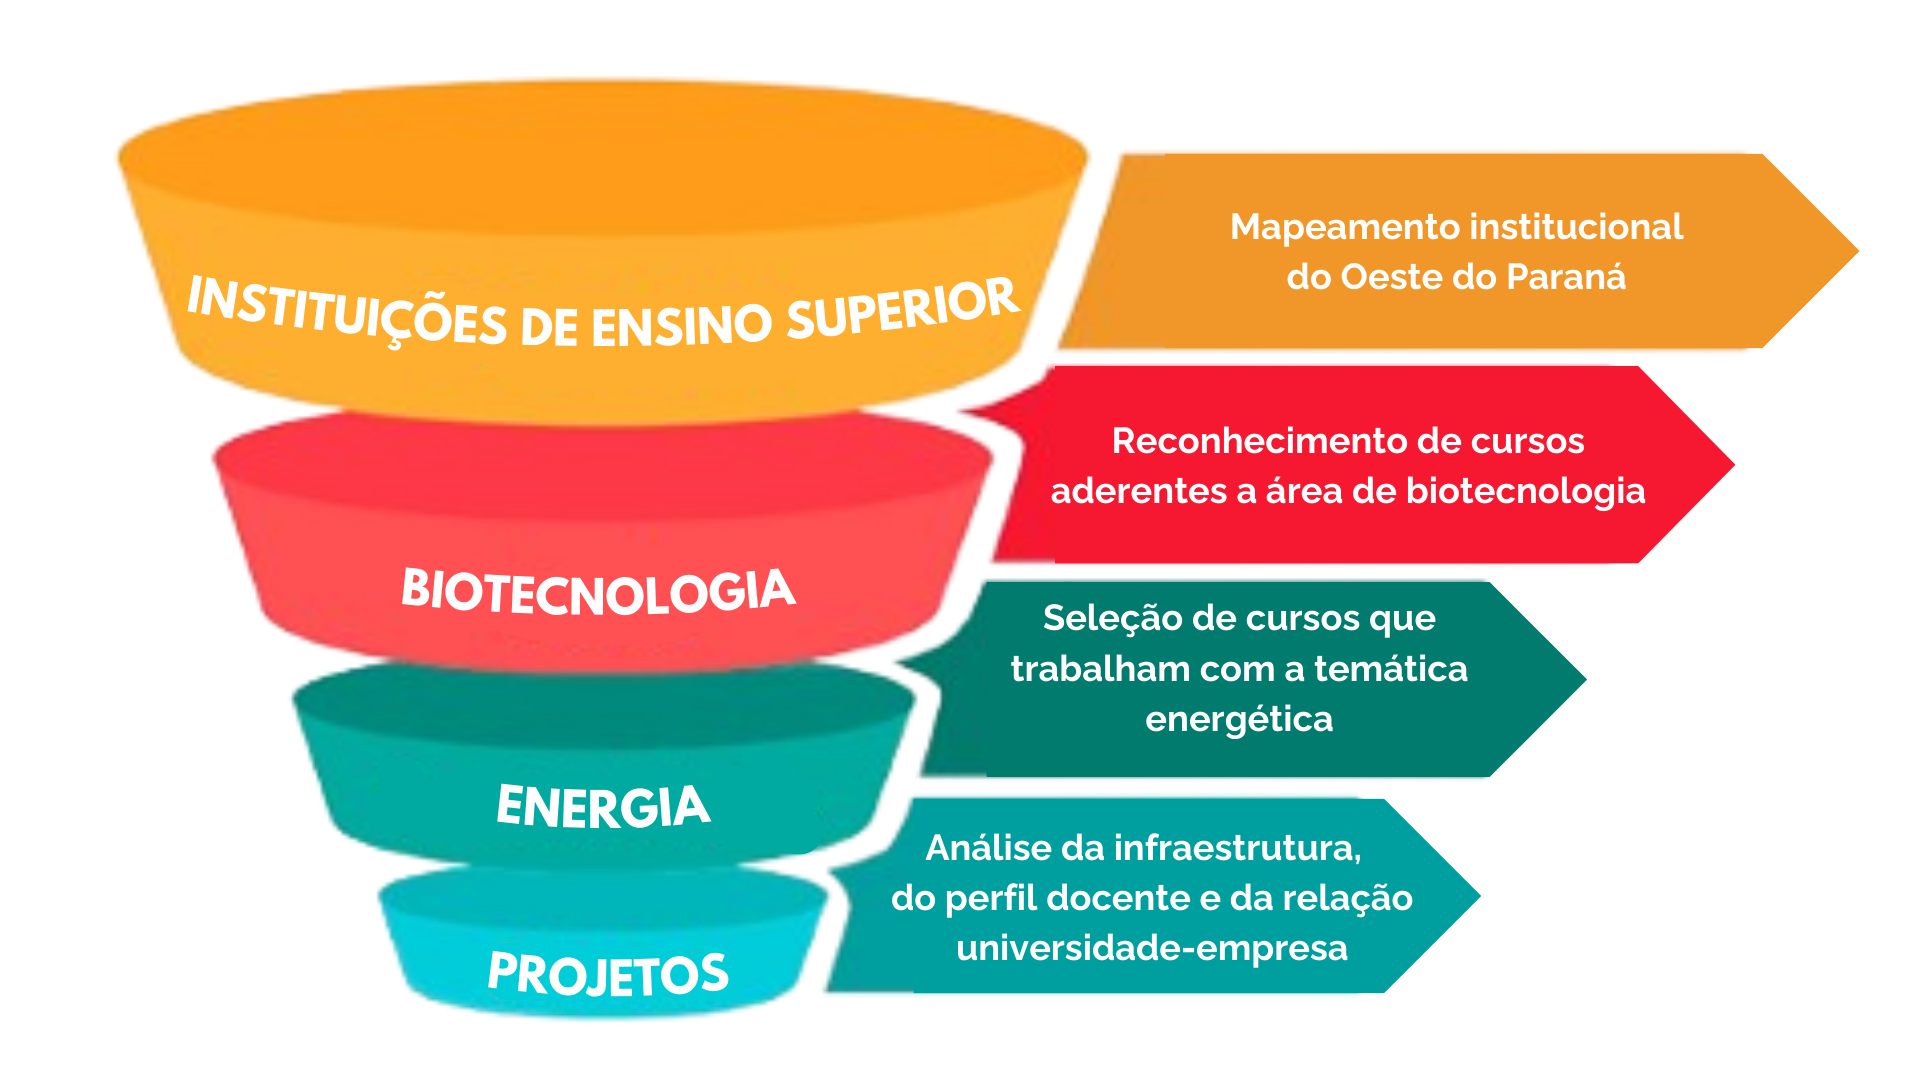 INSTITUIÇÕES DE ENSINO SUPERIOR
Mapeamento institucional
do Oeste do Paraná
BIOTECNOLOGIA
Reconhecimento de cursos
aderentes a área de biotecnologia
ENERGIA
Seleção de cursos que
trabalham com a temática
energética
PROJETOS
Análise da infraestrutura,
do perfil docente e da relação
universidade-empresa